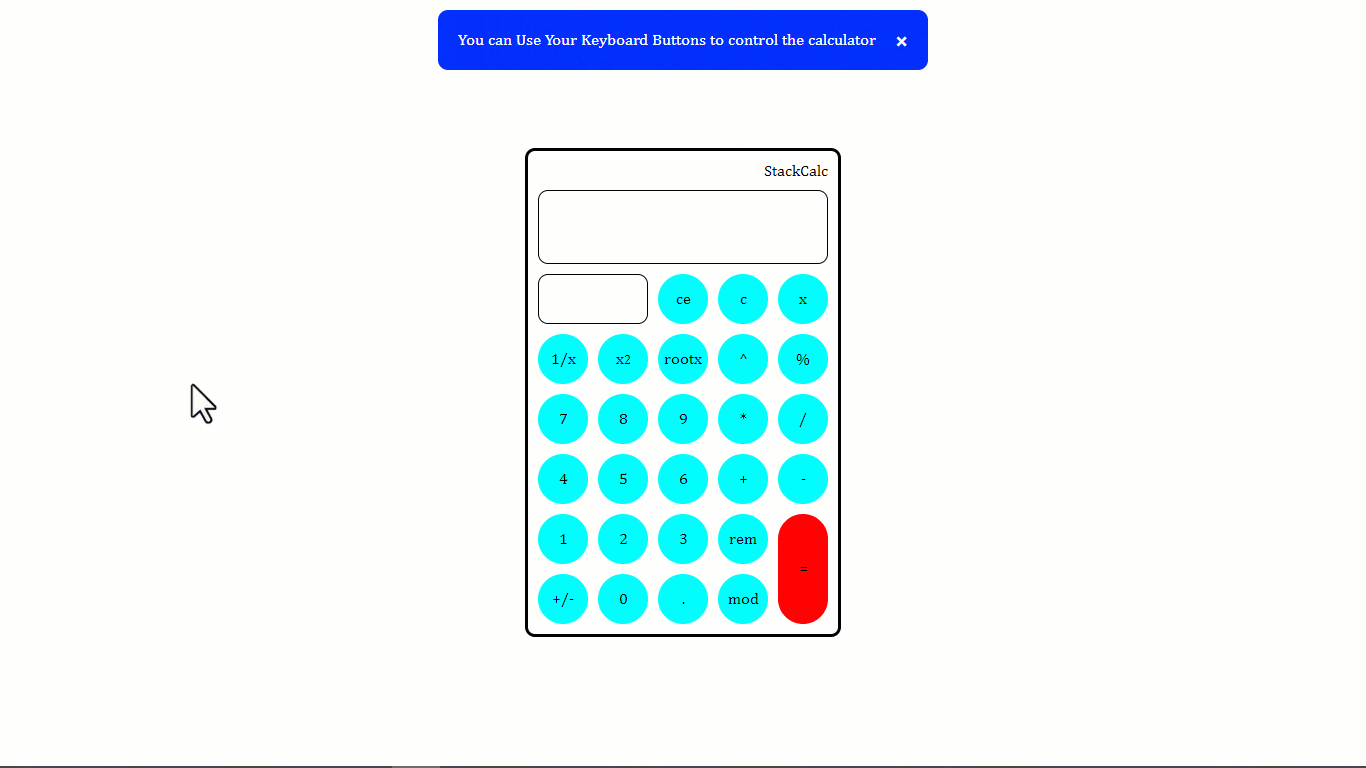 You can Use Your Keyboard Buttons to control the calculator ×
StackCalc
ce c x
1/x x2 rootx ^ %
7 8 9 * /
4 5 6 + -
1 2 3 rem
=
+/- 0 . mod